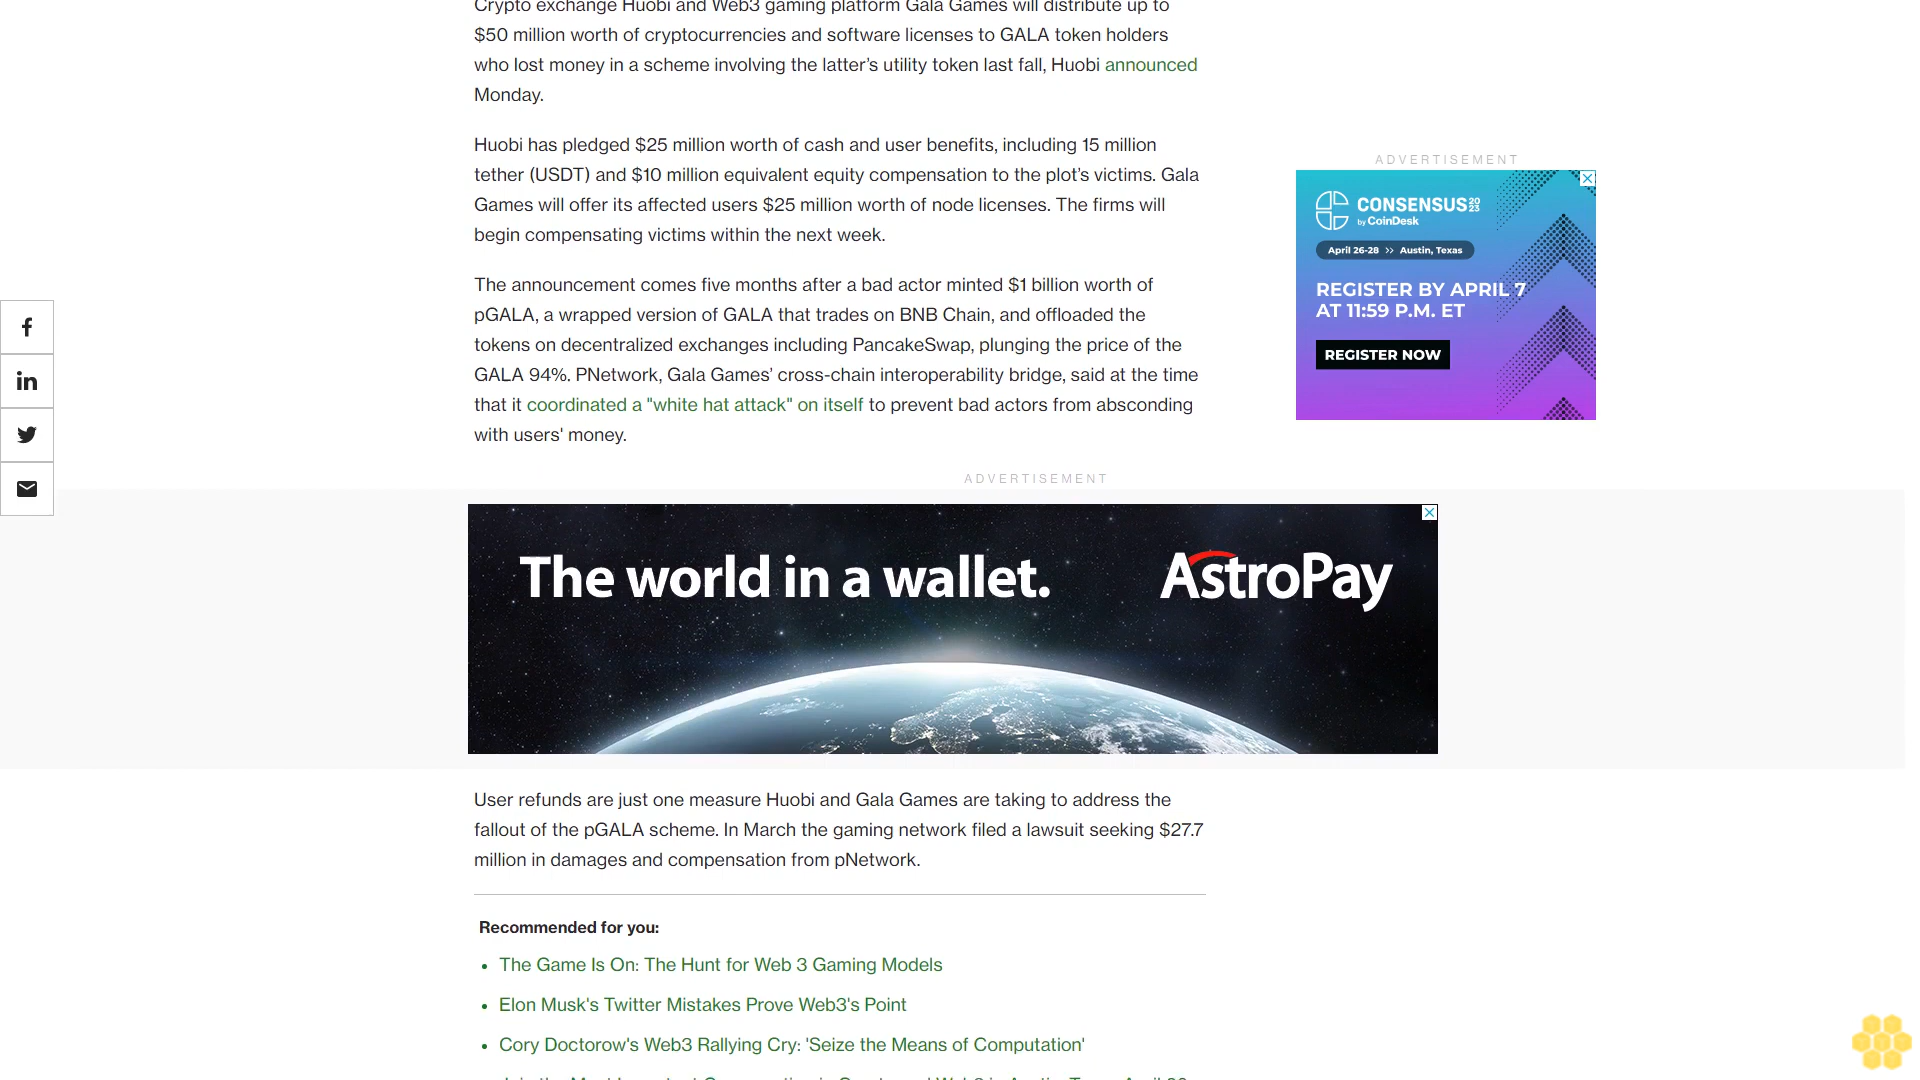 Crypto exchange Huobi and Web3 gaming platform Gala Games will distribute up to
$50 million worth of cryptocurrencies and software licenses to GALA token holders
who lost money in a scheme involving the latter's utility token last fall, Huobi announced
Monday.
Huobi has pledged $25 million worth of cash and user benefits, including 15 million
tether (USDT) and $10 million equivalent equity compensation to the plot's victims. Gala
Games will offer its affected users $25 million worth of node licenses. The firms will
begin compensating victims within the next week.
The announcement comes five months after a bad actor minted $1 billion worth of
pGALA, a wrapped version of GALA that trades on BNB Chain, and offloaded the
tokens on decentralized exchanges including PancakeSwap, plunging the price of the
GALA 94%. PNetwork, Gala Games' cross-chain interoperability bridge, said at the time
that it coordinated a "white hat attack" on itself to prevent bad actors from absconding
with users' money.
ADVERTISEMENT
CONSENSUS 2023
by CoinDesk
April 26-28 >> Austin, Texas
REGISTER BY APRIL 7
AT 11:59 P.M. ET
REGISTER NOW
ADVERTISEMENT
The world in a wallet.
AstroPay
User refunds are just one measure Huobi and Gala Games are taking to address the
fallout of the pGALA scheme. In March the gaming network filed a lawsuit seeking $27.7
million in damages and compensation from pNetwork.
Recommended for you:
• The Game Is On: The Hunt for Web 3 Gaming Models
• Elon Musk's Twitter Mistakes Prove Web3's Point
• Cory Doctorow's Web3 Rallying Cry: 'Seize the Means of Computation'